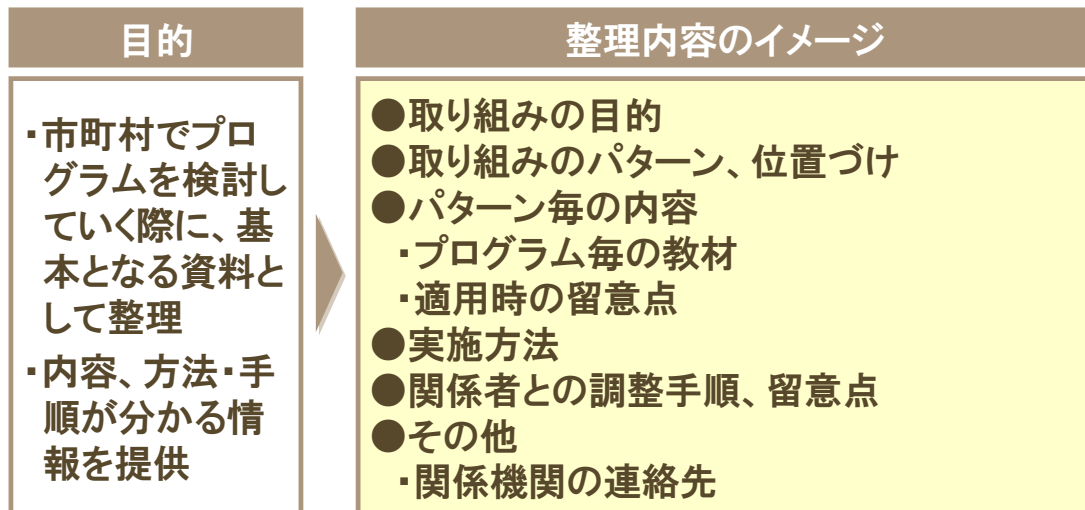 目的
・市町村でプロ
グラムを検討し
ていく際に、基
本となる資料と
して整理
・内容、方法・手
順が分かる情
報を提供
整理内容のイメージ
●取り組みの目的
●取り組みのパターン、位置づけ
●パターン毎の内容
・プログラム毎の教材
・適用時の留意点
●実施方法
●関係者との調整手順、留意点
●その他
・関係機関の連絡先